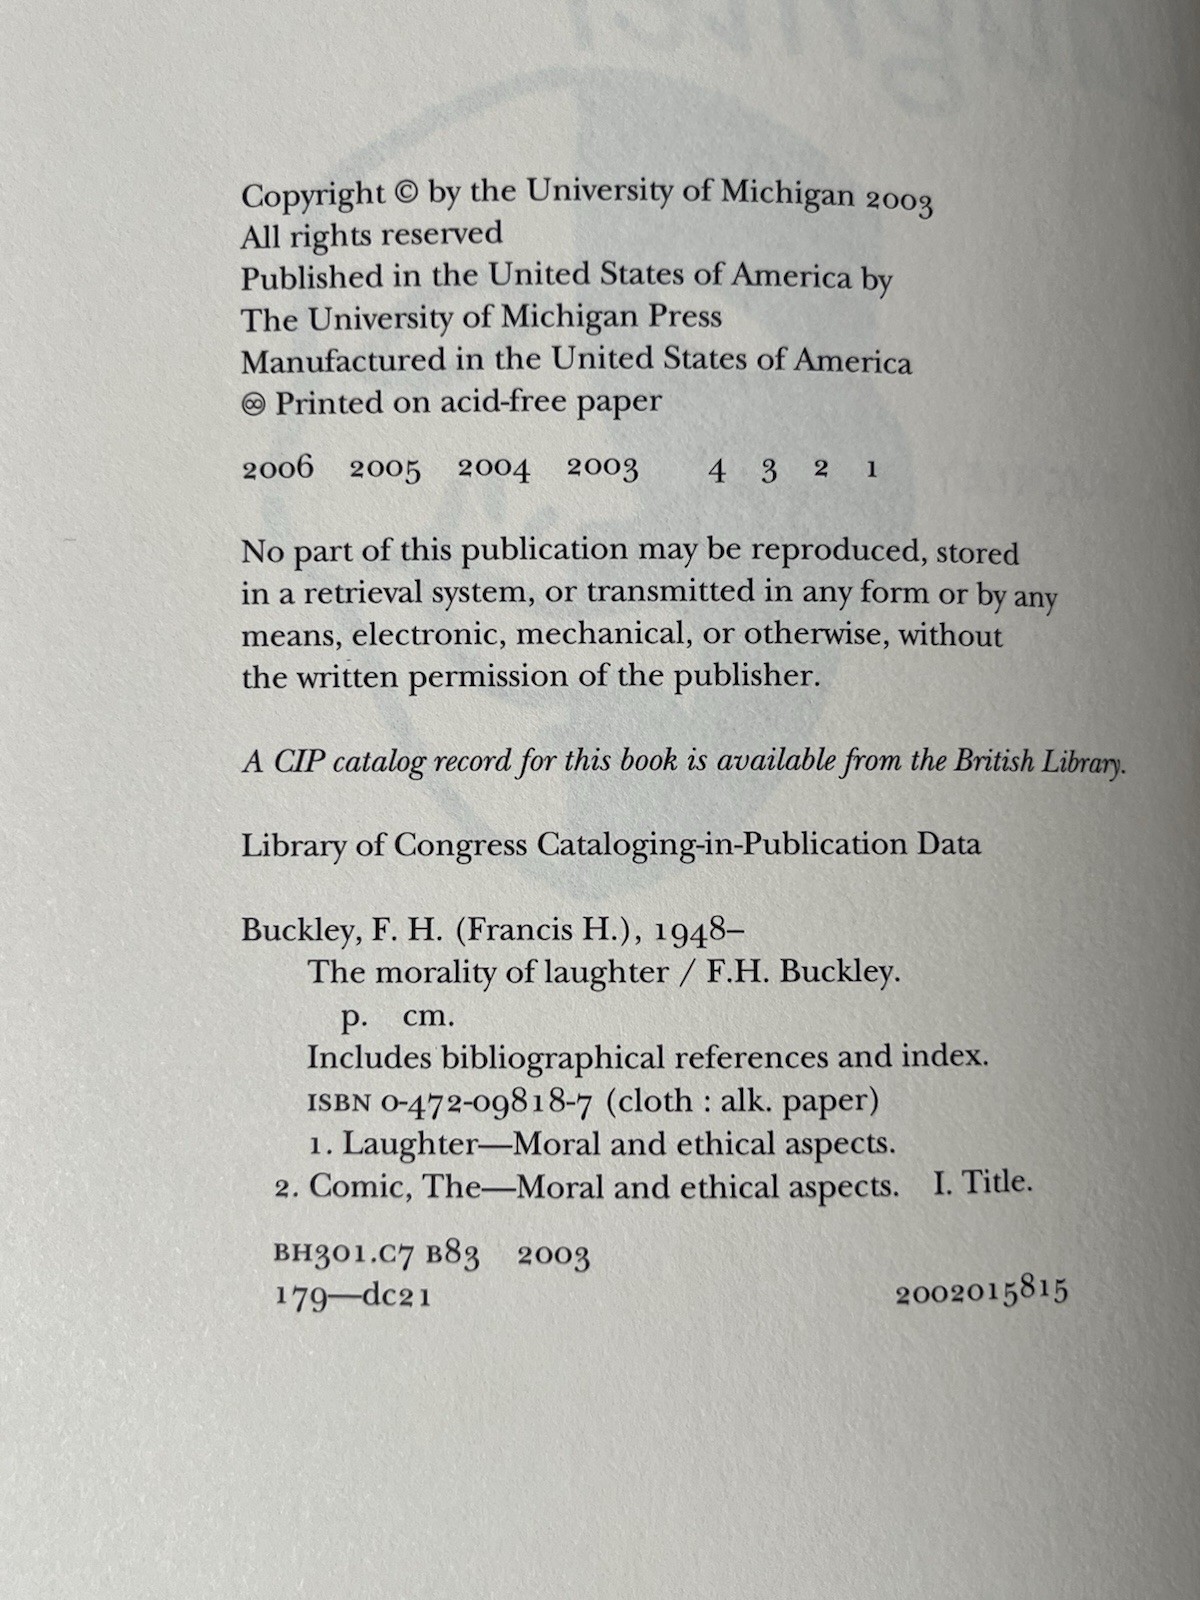 Copyright © by the University of Michigan 2003
All rights reserved
Published in the United States of America by
The University of Michigan Press
Manufactured in the United States of America
♾ Printed on acid-free paper
2006 2005 2004 2003 4 3 2 1
No part of this publication may be reproduced, stored
in a retrieval system, or transmitted in any form or by any
means, electronic, mechanical, or otherwise, without
the written permission of the publisher.
A CIP catalog record for this book is available from the British Library.
Library of Congress Cataloging-in-Publication Data
Buckley, F. H. (Francis H.), 1948–
The morality of laughter / F.H. Buckley.
p. cm.
Includes bibliographical references and index.
ISBN 0-472-09818-7 (cloth : alk. paper)
1. Laughter—Moral and ethical aspects.
2. Comic, The—Moral and ethical aspects. I. Title.
BH301.C7 B83 2003
179—dc21 2002015815